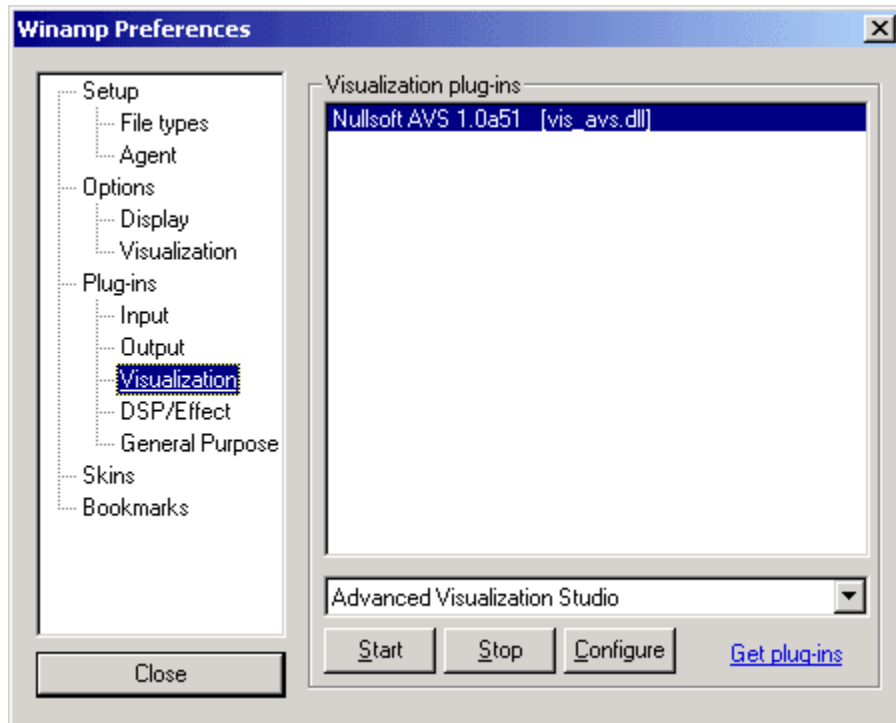 Winamp Preferences
Setup
File types
Agent
Options
Display
Visualization
Plug-ins
Input
Output
Visualization
DSP/Effect
General Purpose
Skins
Bookmarks
Close
Visualization plug-ins
Nullsoft AVS 1.0a51 [vis_avs.dll]
Advanced Visualization Studio
Start Stop Configure Get plug-ins